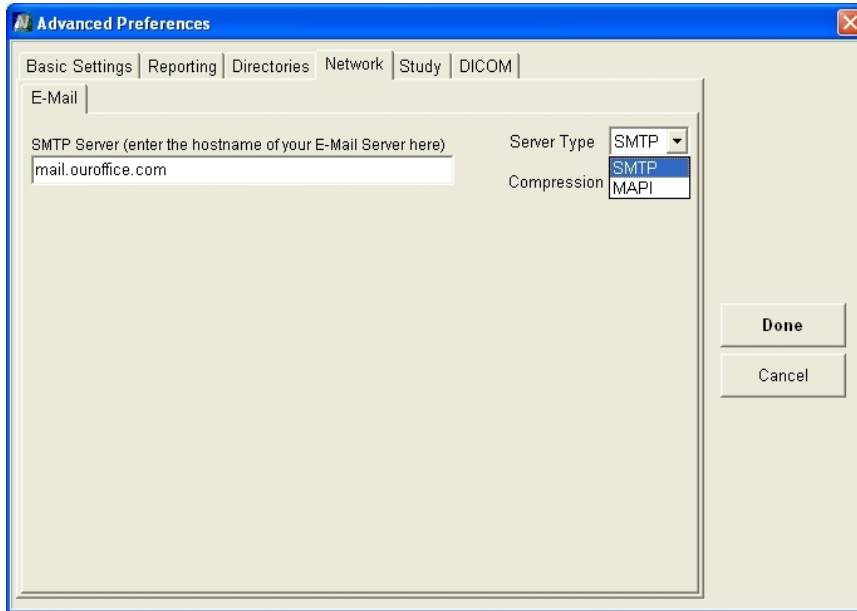 Advanced Preferences
Basic Settings Reporting Directories Network Study DICOM
E-Mail
SMTP Server (enter the hostname of your E-Mail Server here)
mail.ouroffice.com
Server Type SMTP
SMTP
Compression MAPI
Done
Cancel